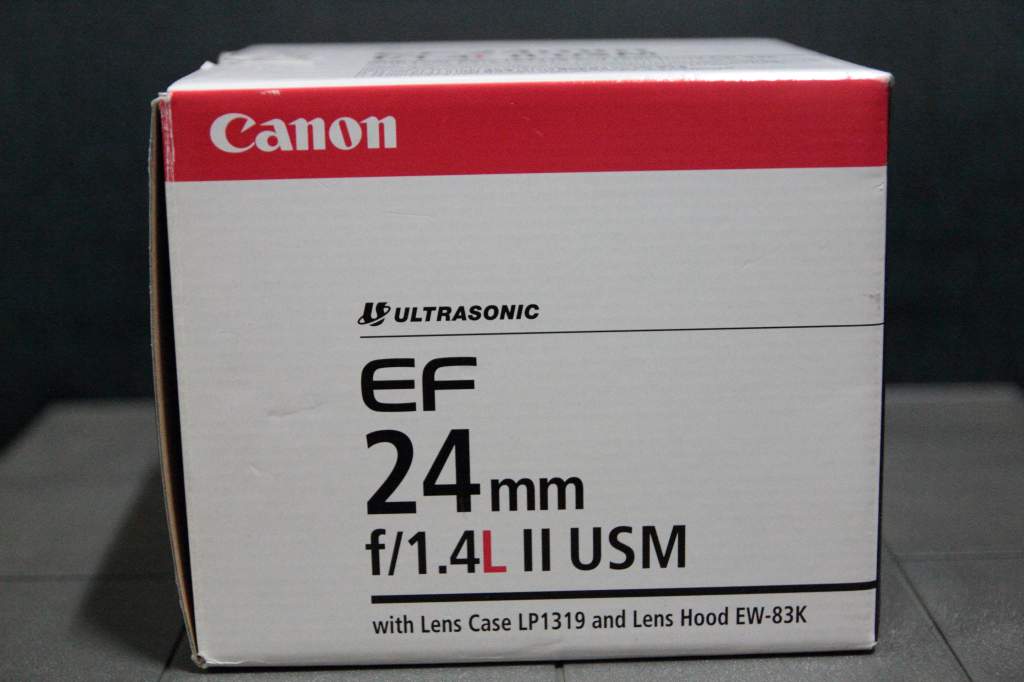 Canon
ULTRASONIC
EF
24mm
f/1.4L II USM
with Lens Case LP1319 and Lens Hood EW-83K